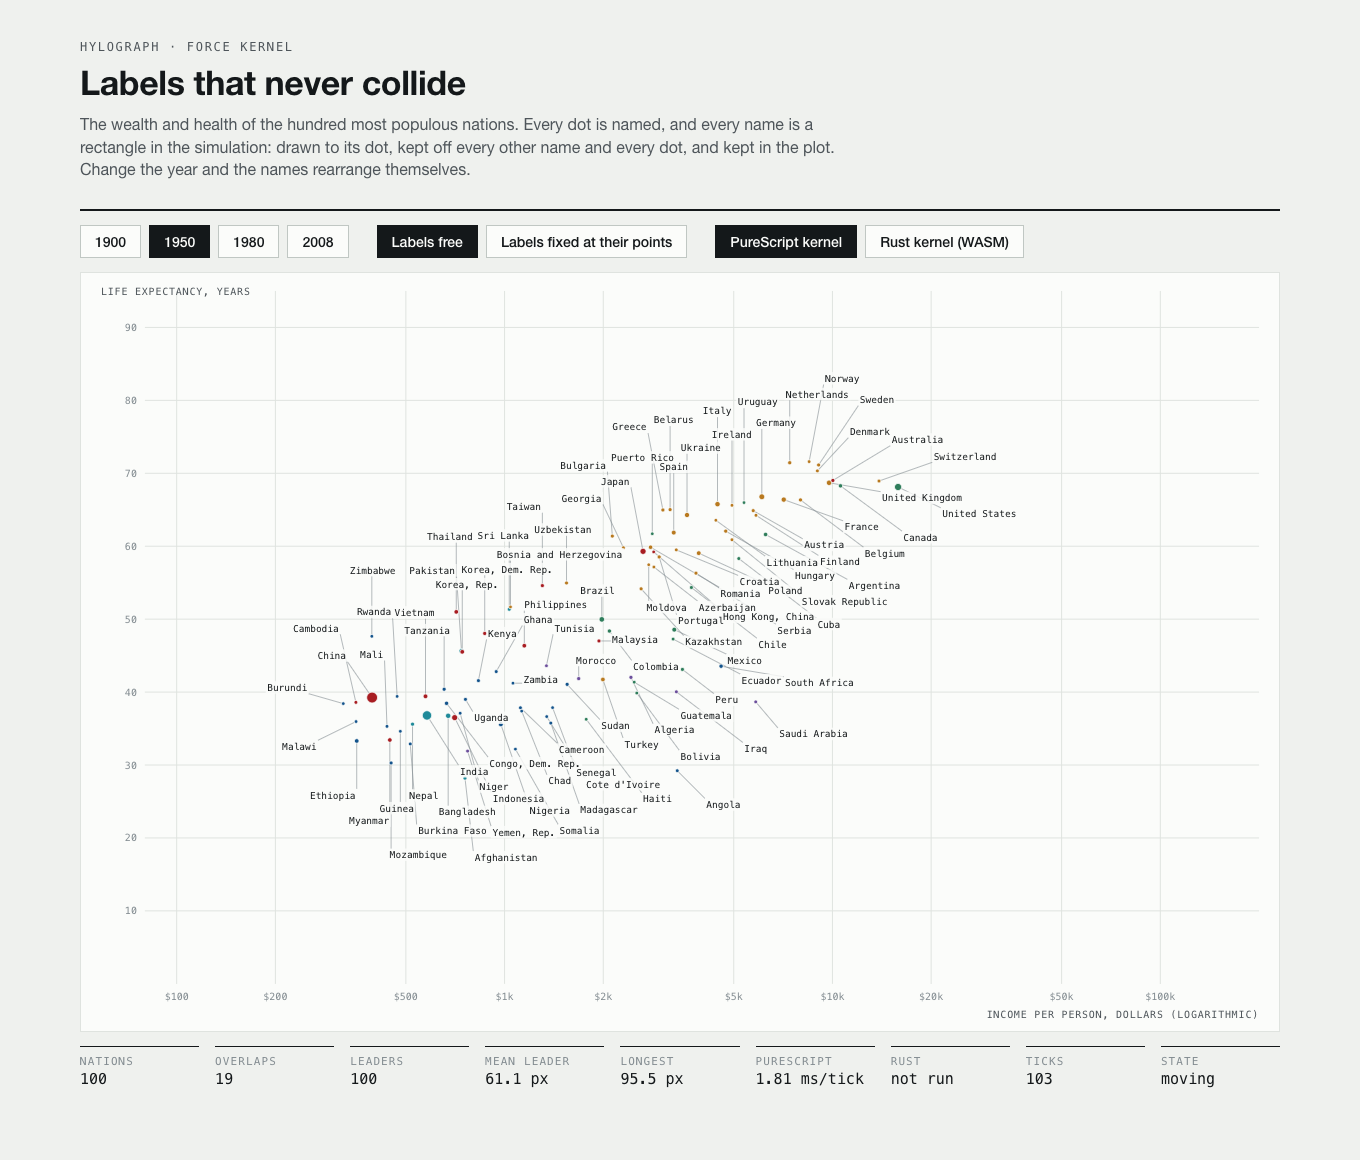 HYLOGRAPH · FORCE KERNEL
Labels that never collide
The wealth and health of the hundred most populous nations. Every dot is named, and every name is a
rectangle in the simulation: drawn to its dot, kept off every other name and every dot, and kept in the plot.
Change the year and the names rearrange themselves.
1900 1950 1980 2008 Labels free Labels fixed at their points PureScript kernel Rust kernel (WASM)
LIFE EXPECTANCY, YEARS
90
Norway
Netherlands
80
Uruguay
Sweden
Italy
Belarus
Germany
Greece
Denmark
Ireland
Australia
Ukraine
Puerto Rico
Switzerland
Bulgaria
Spain
70
Japan
Georgia
United Kingdom
Taiwan
United States
France
Uzbekistan
Thailand
Sri Lanka
Canada
60
Austria
Bosnia and Herzegovina
Belgium
Lithuania
Finland
Zimbabwe
Pakistan
Korea, Dem. Rep.
Hungary
Croatia
Korea, Rep.
Argentina
Brazil
Romania
Poland
Slovak Republic
Philippines
Moldova
Azerbaijan
Rwanda
Vietnam
Hong Kong, China
50
Ghana
Portugal
Cuba
Cambodia
Tanzania
Tunisia
Serbia
Kenya
Malaysia
Kazakhstan
Chile
China
Mali
Morocco
Mexico
Colombia
Zambia
Ecuador
South Africa
Burundi
40
Peru
Uganda
Guatemala
Sudan
Algeria
Saudi Arabia
Malawi
Turkey
Cameroon
Iraq
Bolivia
30
Congo, Dem. Rep.
India
Senegal
Chad
Cote d'Ivoire
Niger
Ethiopia
Nepal
Indonesia
Haiti
Angola
Guinea
Bangladesh
Nigeria
Madagascar
Myanmar
Burkina Faso
Yemen, Rep.
Somalia
20
Mozambique
Afghanistan
10
$100 $200 $500 $1k $2k $5k $10k $20k $50k $100k
INCOME PER PERSON, DOLLARS (LOGARITHMIC)
NATIONS OVERLAPS LEADERS MEAN LEADER LONGEST PURESCRIPT RUST TICKS STATE
100 19 100 61.1 px 95.5 px 1.81 ms/tick not run 103 moving